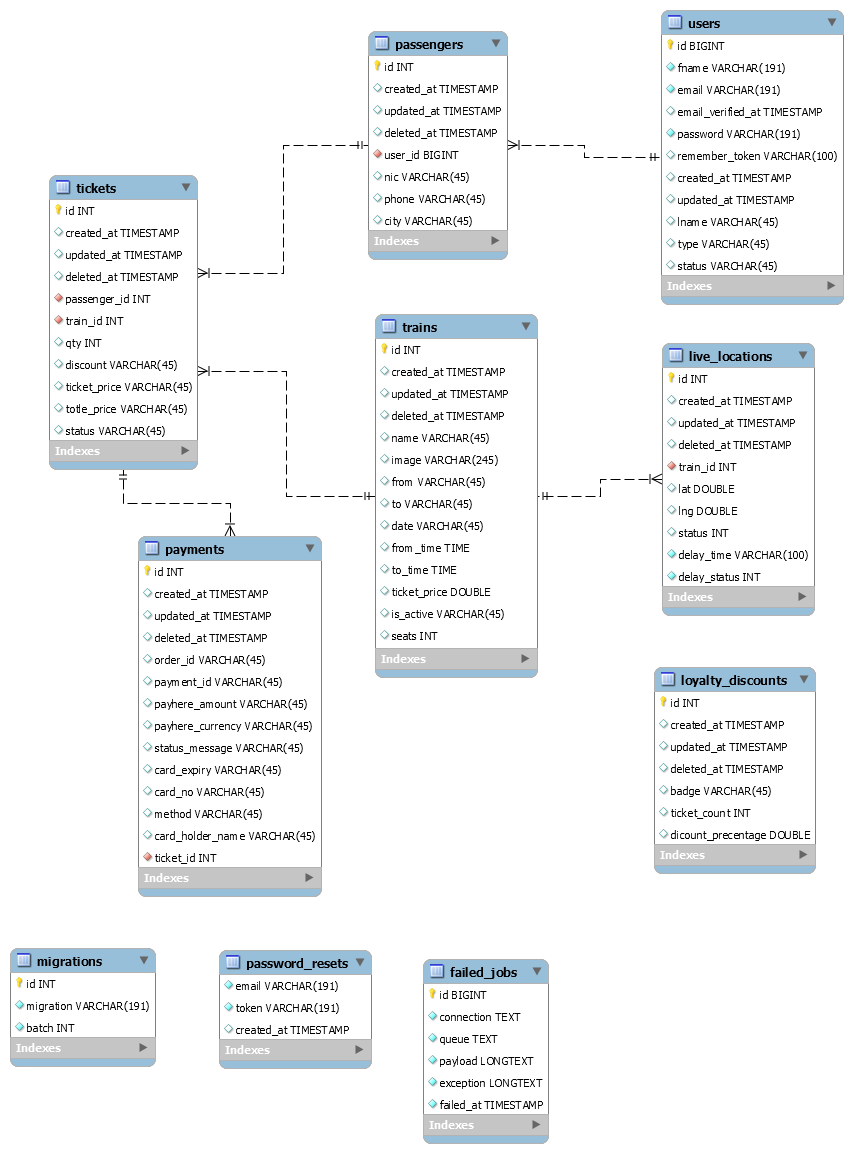 users
id BIGINT
fname VARCHAR(191)
email VARCHAR(191)
email_verified_at TIMESTAMP
password VARCHAR(191)
remember_token VARCHAR(100)
created_at TIMESTAMP
updated_at TIMESTAMP
lname VARCHAR(45)
type VARCHAR(45)
status VARCHAR(45)
Indexes
passengers
id INT
created_at TIMESTAMP
updated_at TIMESTAMP
deleted_at TIMESTAMP
user_id BIGINT
nic VARCHAR(45)
phone VARCHAR(45)
city VARCHAR(45)
Indexes
tickets
id INT
created_at TIMESTAMP
updated_at TIMESTAMP
deleted_at TIMESTAMP
passenger_id INT
train_id INT
qty INT
discount VARCHAR(45)
ticket_price VARCHAR(45)
totle_price VARCHAR(45)
status VARCHAR(45)
Indexes
trains
id INT
created_at TIMESTAMP
updated_at TIMESTAMP
deleted_at TIMESTAMP
name VARCHAR(45)
image VARCHAR(245)
from VARCHAR(45)
to VARCHAR(45)
date VARCHAR(45)
from_time TIME
to_time TIME
ticket_price DOUBLE
is_active VARCHAR(45)
seats INT
Indexes
live_locations
id INT
created_at TIMESTAMP
updated_at TIMESTAMP
deleted_at TIMESTAMP
train_id INT
lat DOUBLE
lng DOUBLE
status INT
delay_time VARCHAR(100)
delay_status INT
Indexes
payments
id INT
created_at TIMESTAMP
updated_at TIMESTAMP
deleted_at TIMESTAMP
order_id VARCHAR(45)
payment_id VARCHAR(45)
payhere_amount VARCHAR(45)
payhere_currency VARCHAR(45)
status_message VARCHAR(45)
card_expiry VARCHAR(45)
card_no VARCHAR(45)
method VARCHAR(45)
card_holder_name VARCHAR(45)
ticket_id INT
Indexes
loyalty_discounts
id INT
created_at TIMESTAMP
updated_at TIMESTAMP
deleted_at TIMESTAMP
badge VARCHAR(45)
ticket_count INT
dicount_precentage DOUBLE
Indexes
migrations
id INT
migration VARCHAR(191)
batch INT
Indexes
password_resets
email VARCHAR(191)
token VARCHAR(191)
created_at TIMESTAMP
Indexes
failed_jobs
id BIGINT
connection TEXT
queue TEXT
payload LONGTEXT
exception LONGTEXT
failed_at TIMESTAMP
Indexes